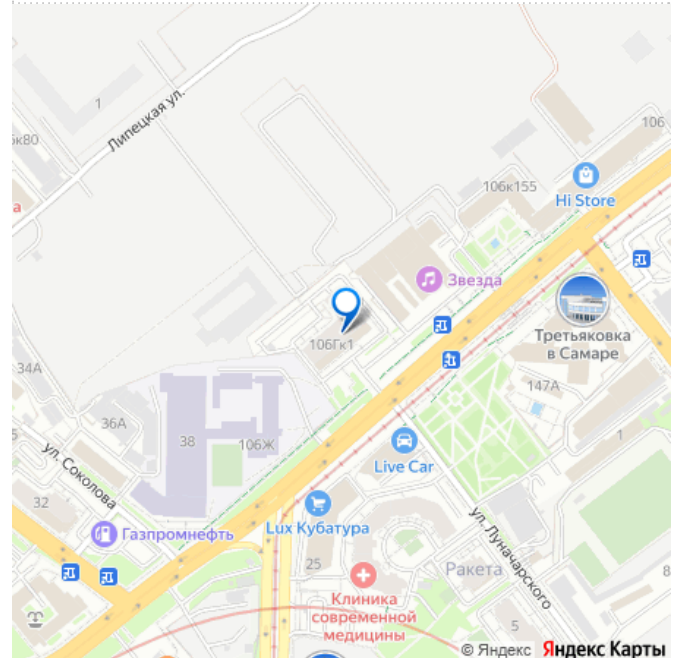 1
Липецкая ул.
106
106к155
Hi Store
Звезда
Третьяковка
в Самаре
106Гк1
147А
34А
36А
38
106Ж
1
Live Car
ул. Соколова
32
Газпромнефть
Lux Кубатура
ул. Луначарского
25
Ракета
8
Клиника
современной
медицины
5
© Яндекс Яндекс Карты